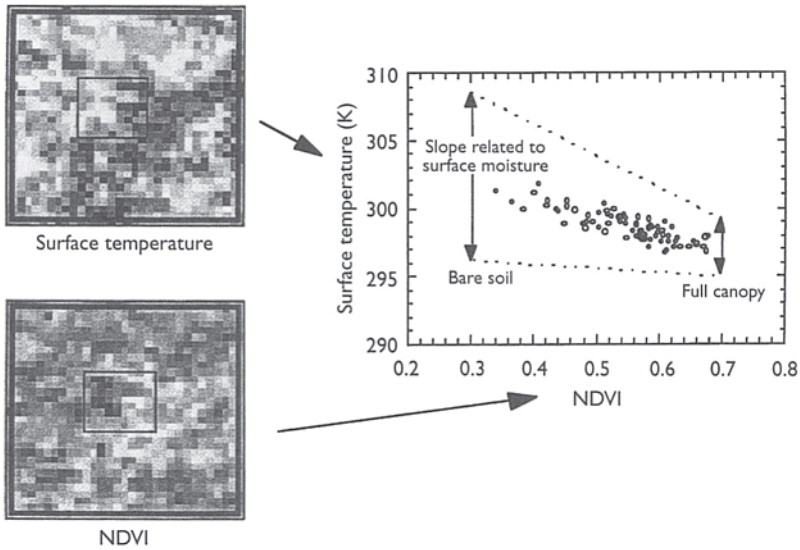 Surface temperature
NDVI
Surface temperature (K)
310
305
300
295
290
Slope related to
surface moisture
Bare soil
Full canopy
0.2
0.3
0.4
0.5
0.6
0.7
0.8
NDVI